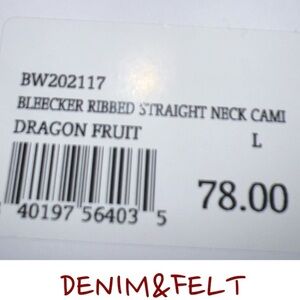 BW202117
BLEECKER RIBBED STRAIGHT NECK CAMI
DRAGON FRUIT L
40197 56403 5 78.00
DENIM&FELT